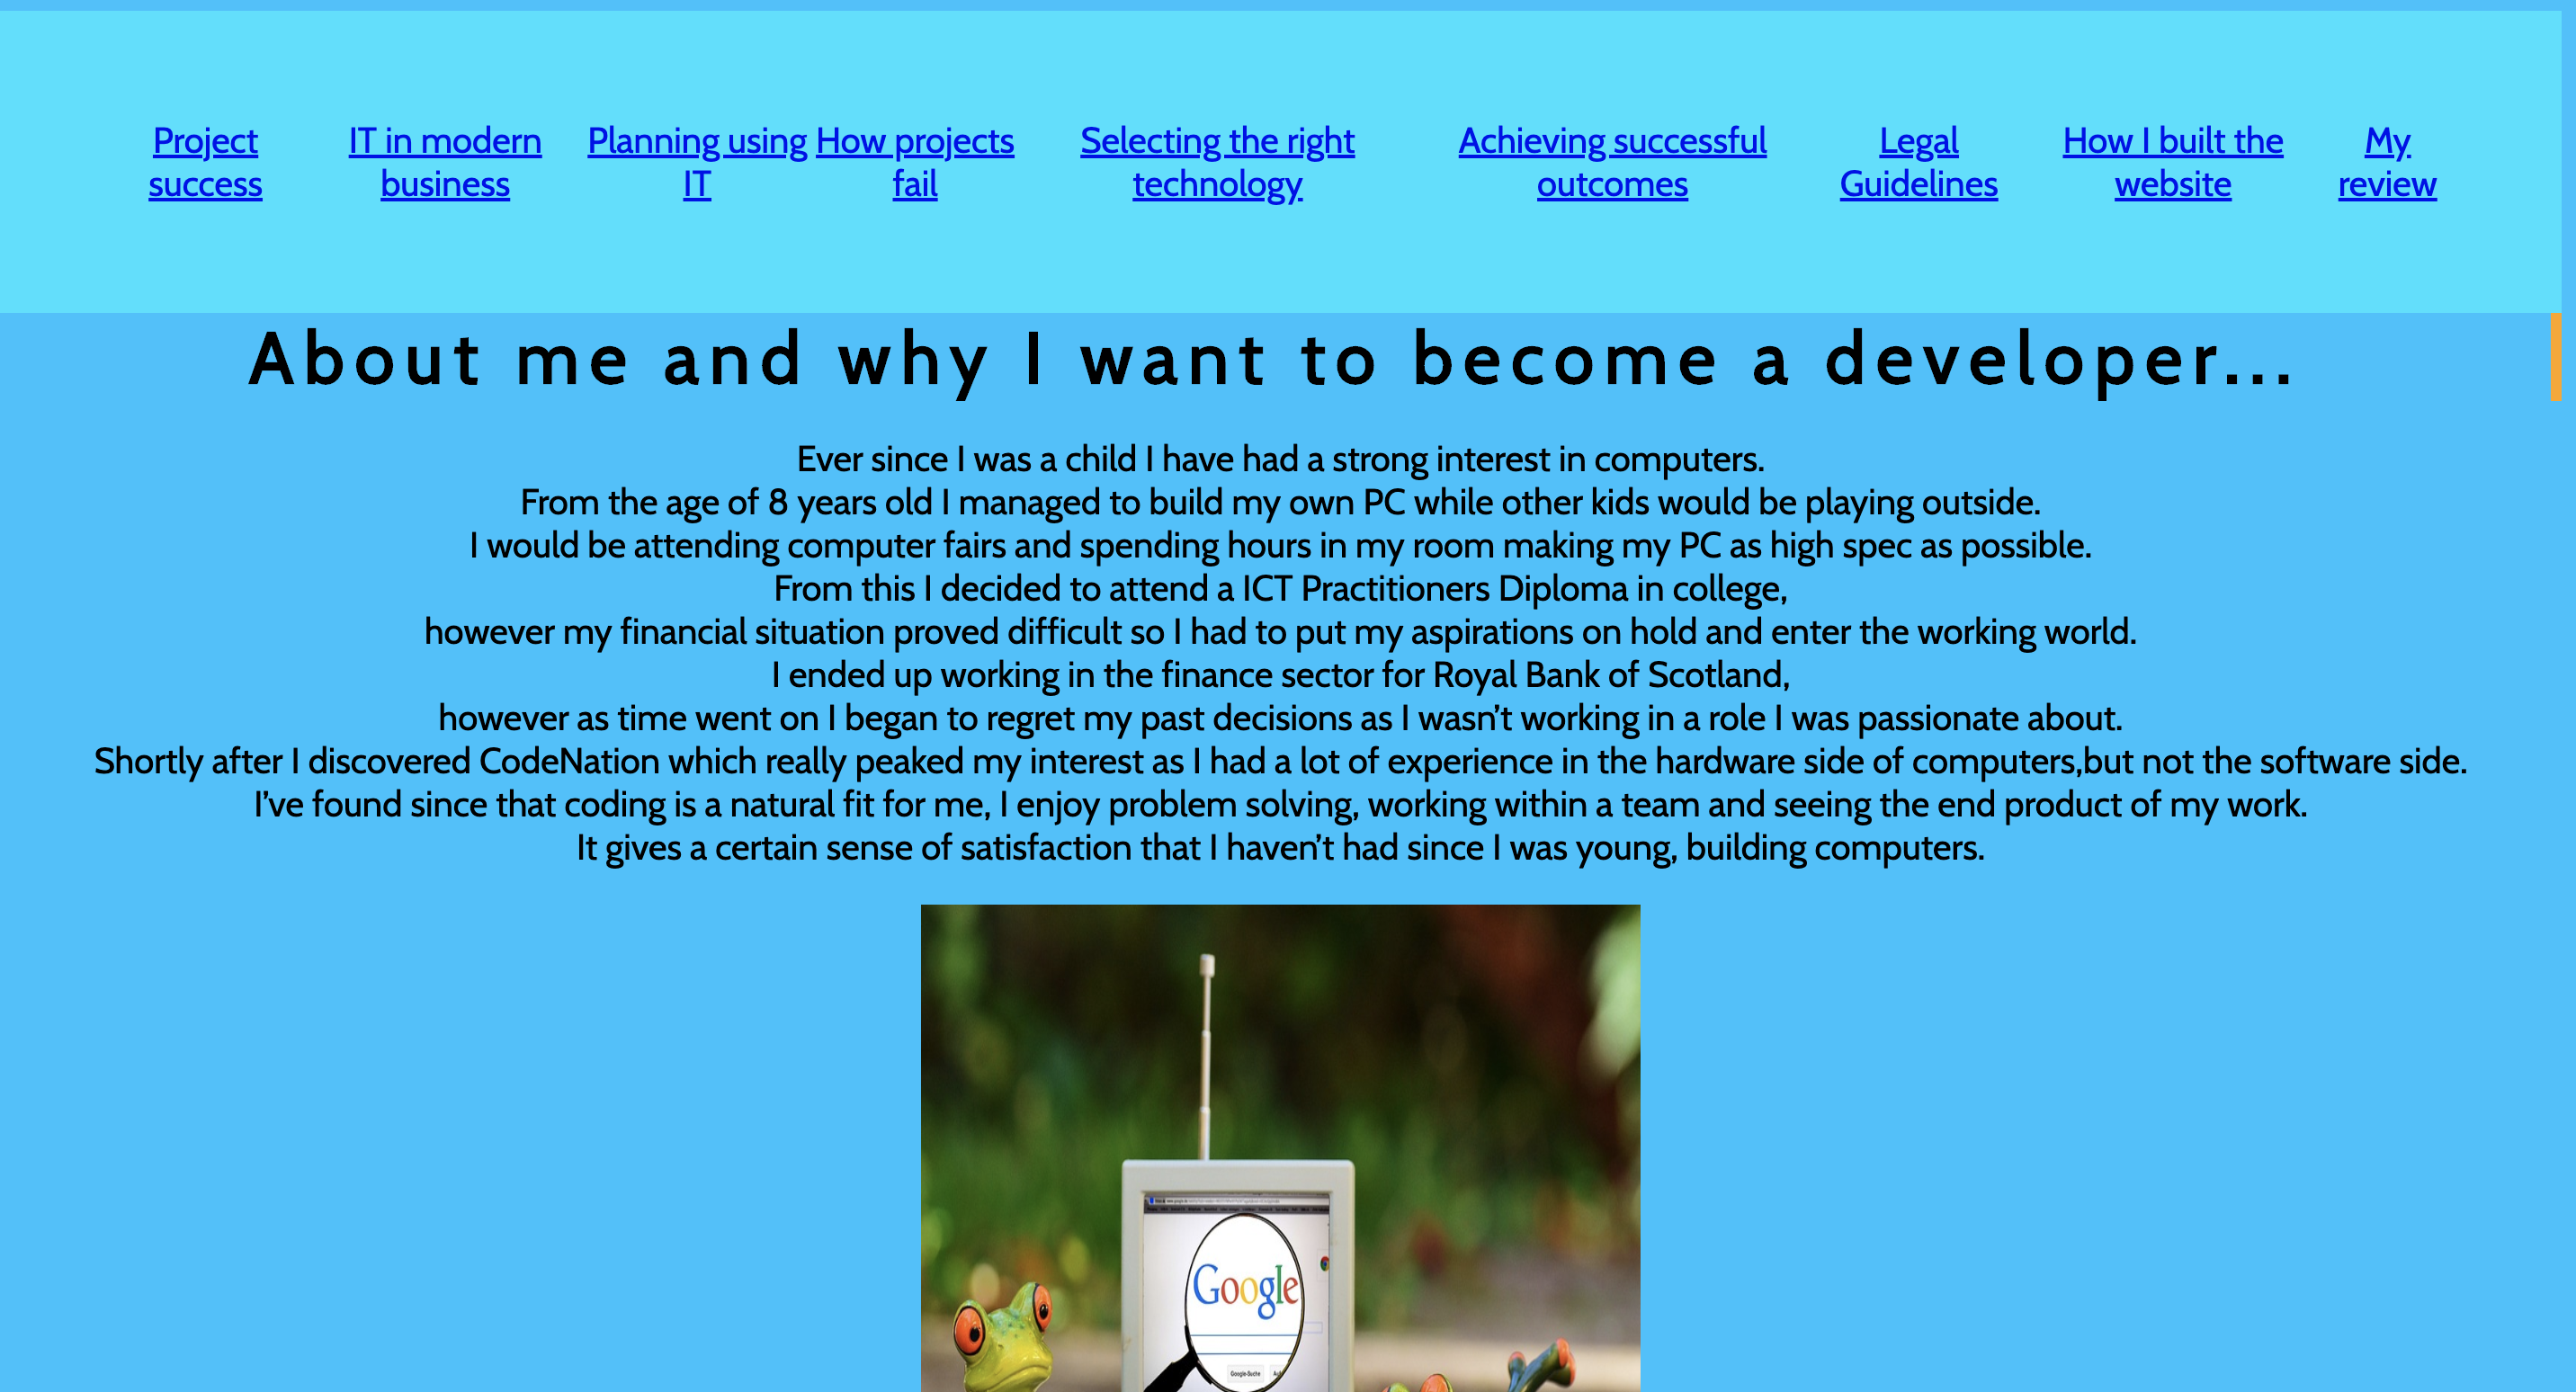 Project success
IT in modern business
Planning using IT
How projects fail
Selecting the right technology
Achieving successful outcomes
Legal Guidelines
How I built the website
My review
About me and why I want to become a developer...
Ever since I was a child I have had a strong interest in computers.
From the age of 8 years old I managed to build my own PC while other kids would be playing outside.
I would be attending computer fairs and spending hours in my room making my PC as high spec as possible.
From this I decided to attend a ICT Practitioners Diploma in college,
however my financial situation proved difficult so I had to put my aspirations on hold and enter the working world.
I ended up working in the finance sector for Royal Bank of Scotland,
however as time went on I began to regret my past decisions as I wasn’t working in a role I was passionate about.
Shortly after I discovered CodeNation which really peaked my interest as I had a lot of experience in the hardware side of computers,but not the software side.
I’ve found since that coding is a natural fit for me, I enjoy problem solving, working within a team and seeing the end product of my work.
It gives a certain sense of satisfaction that I haven’t had since I was young, building computers.
Google
Google-Suche